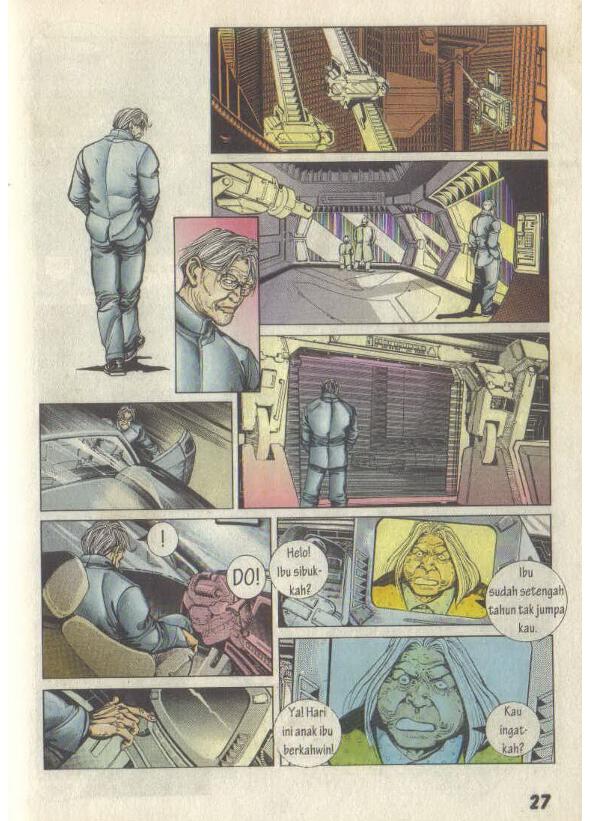 !
DO!
Helo!
Ibu sibuk-
kah?
Ibu
sudah setengah
tahun tak jumpa
kau.
Ya! Hari
ini anak ibu
berkahwin!
Kau
ingat-
kah?
27